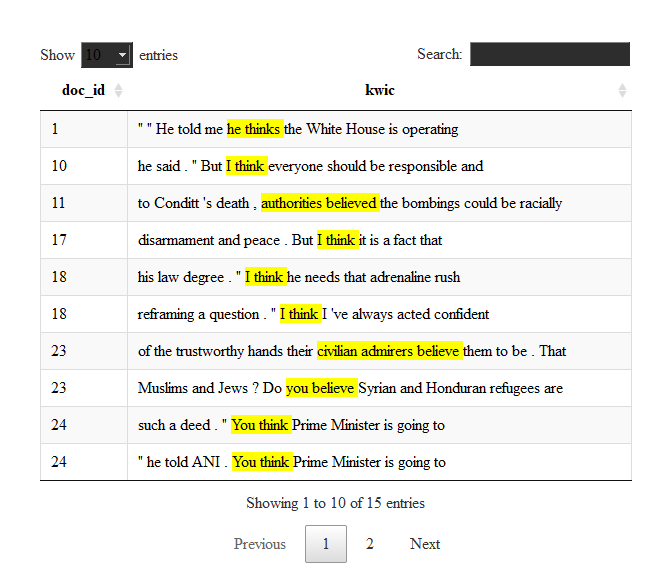 Show 10 entries Search:
doc_id kwic
1 " " He told me he thinks the White House is operating
10 he said . " But I think everyone should be responsible and
11 to Conditt 's death , authorities believed the bombings could be racially
17 disarmament and peace . But I think it is a fact that
18 his law degree . " I think he needs that adrenaline rush
18 reframing a question . " I think I 've always acted confident
23 of the trustworthy hands their civilian admirers believe them to be . That
23 Muslims and Jews ? Do you believe Syrian and Honduran refugees are
24 such a deed . " You think Prime Minister is going to
24 " he told ANI . You think Prime Minister is going to
Showing 1 to 10 of 15 entries
Previous 1 2 Next